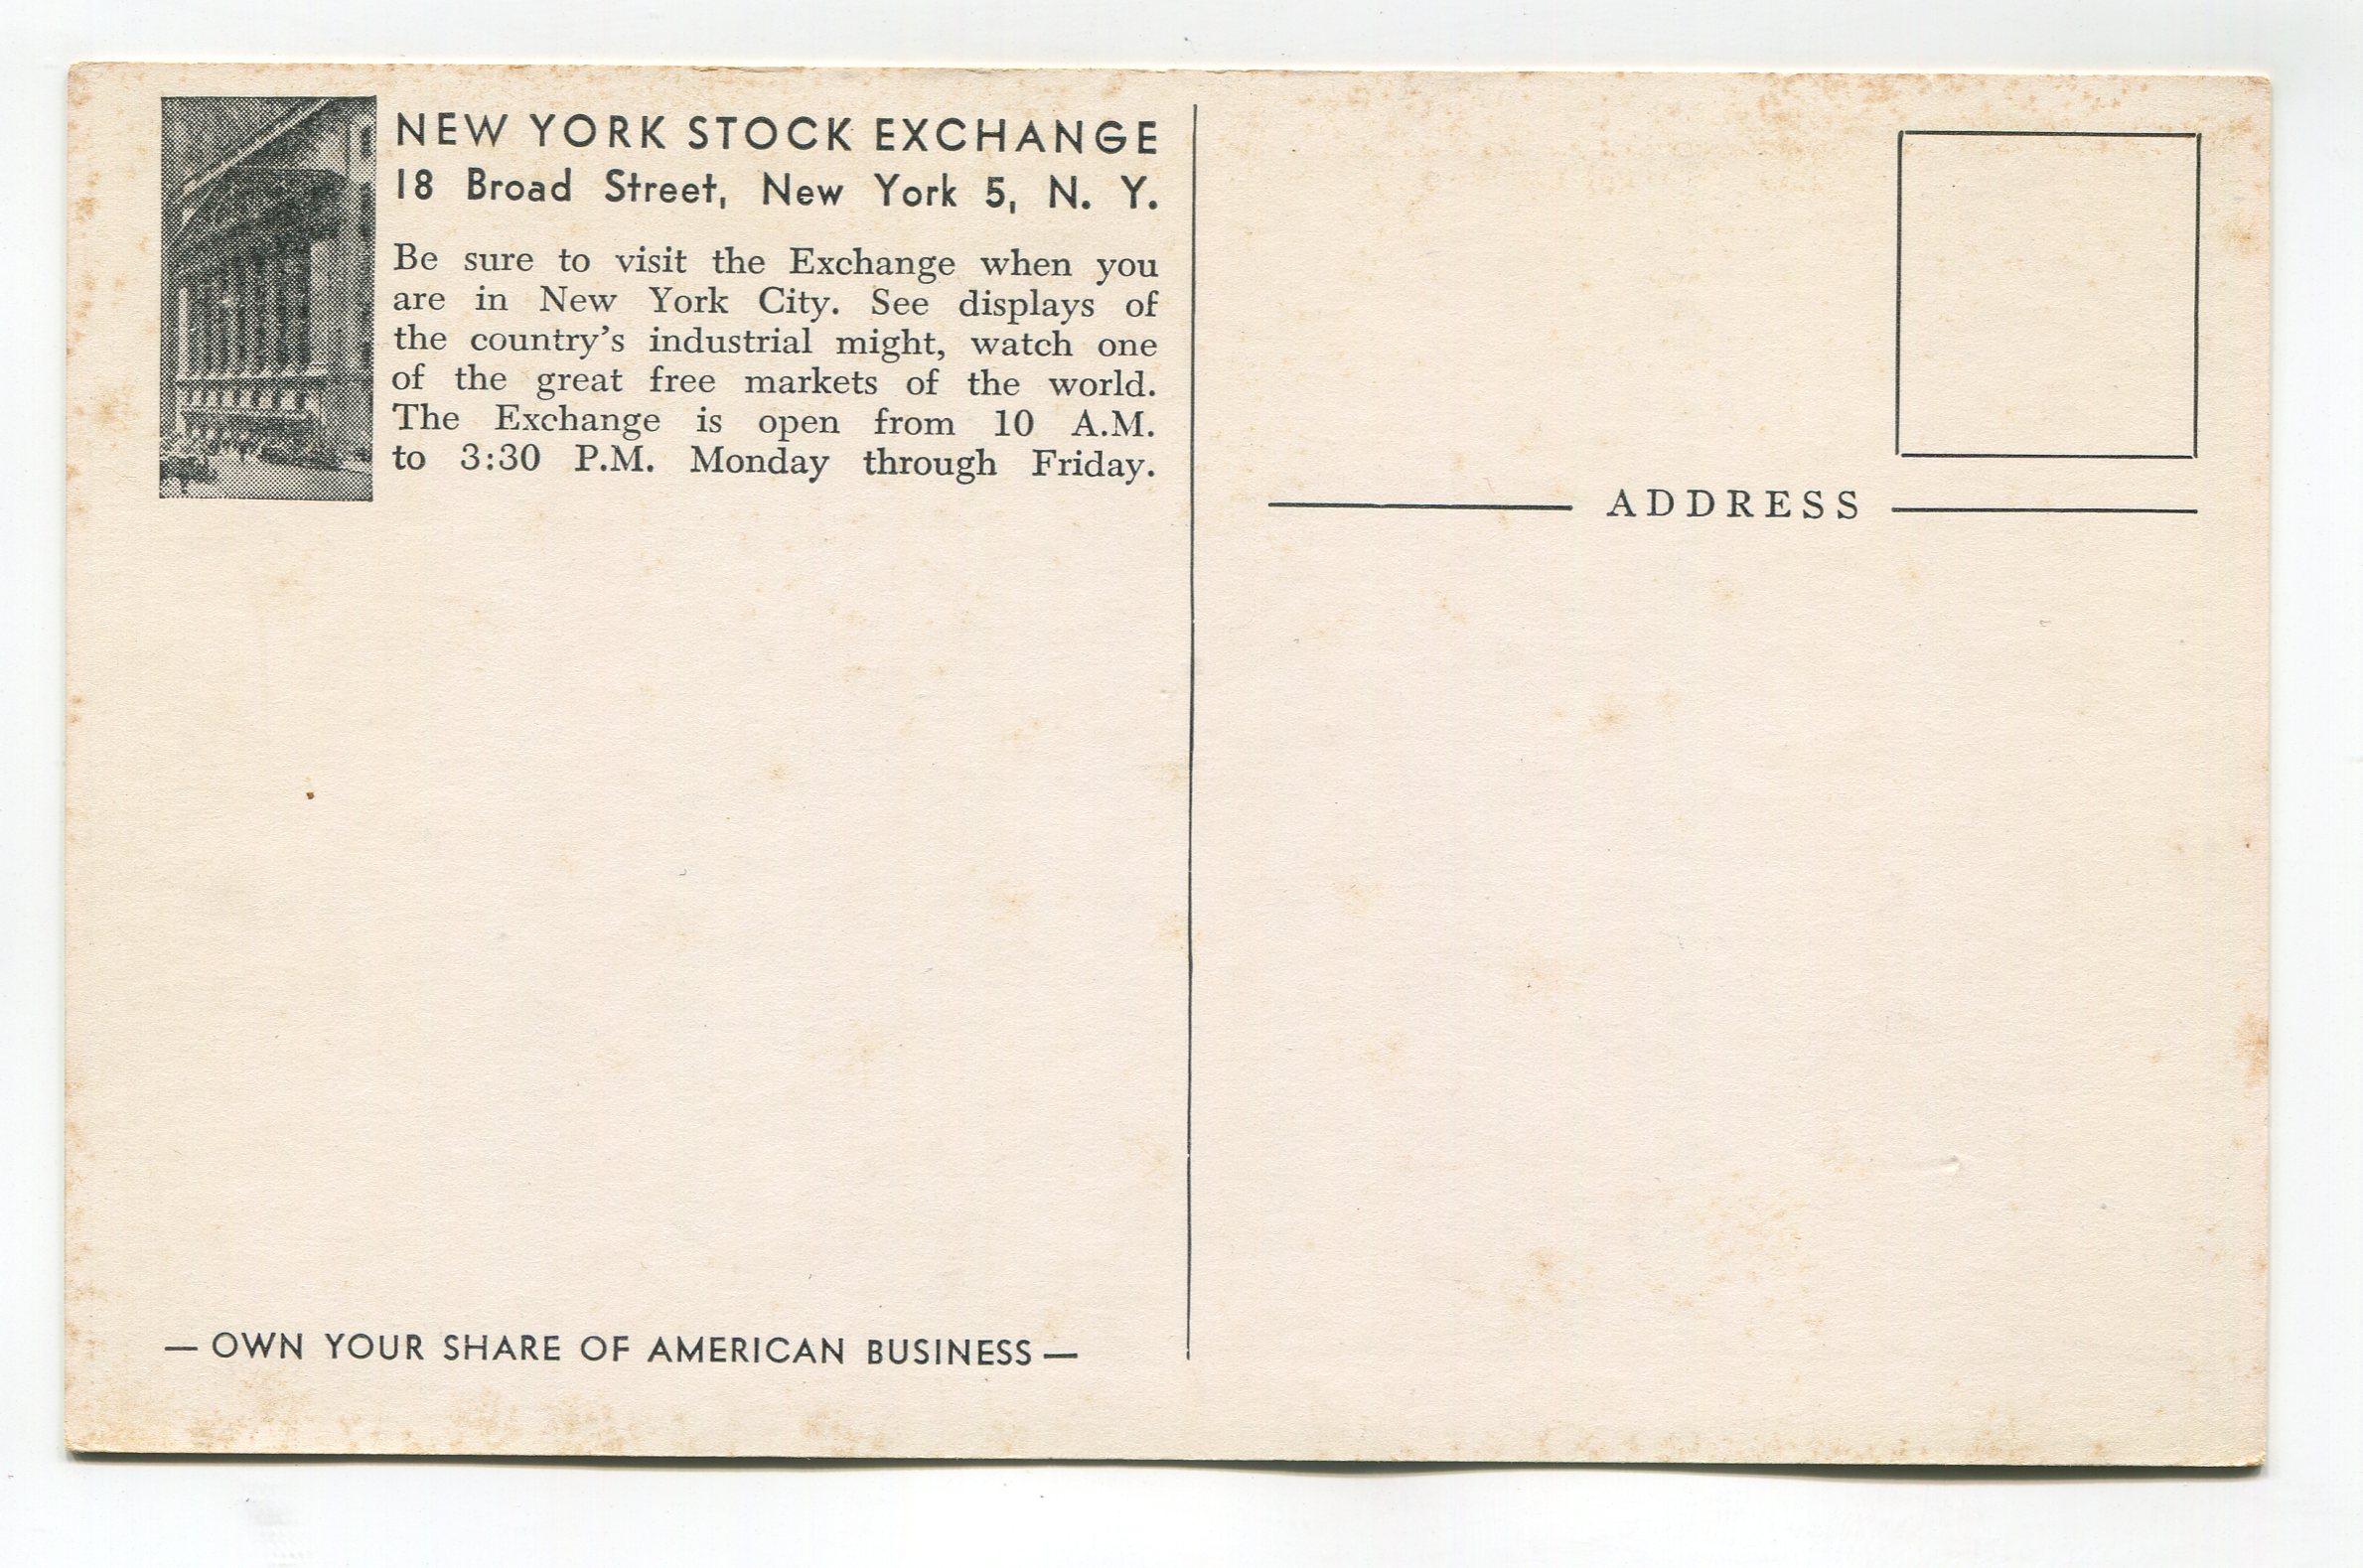 NEW YORK STOCK EXCHANGE
18 Broad Street, New York 5, N. Y.
Be sure to visit the Exchange when you
are in New York City. See displays of
the country's industrial might, watch one
of the great free markets of the world.
The Exchange is open from 10 A.M.
to 3:30 P.M. Monday through Friday.
— OWN YOUR SHARE OF AMERICAN BUSINESS —
ADDRESS